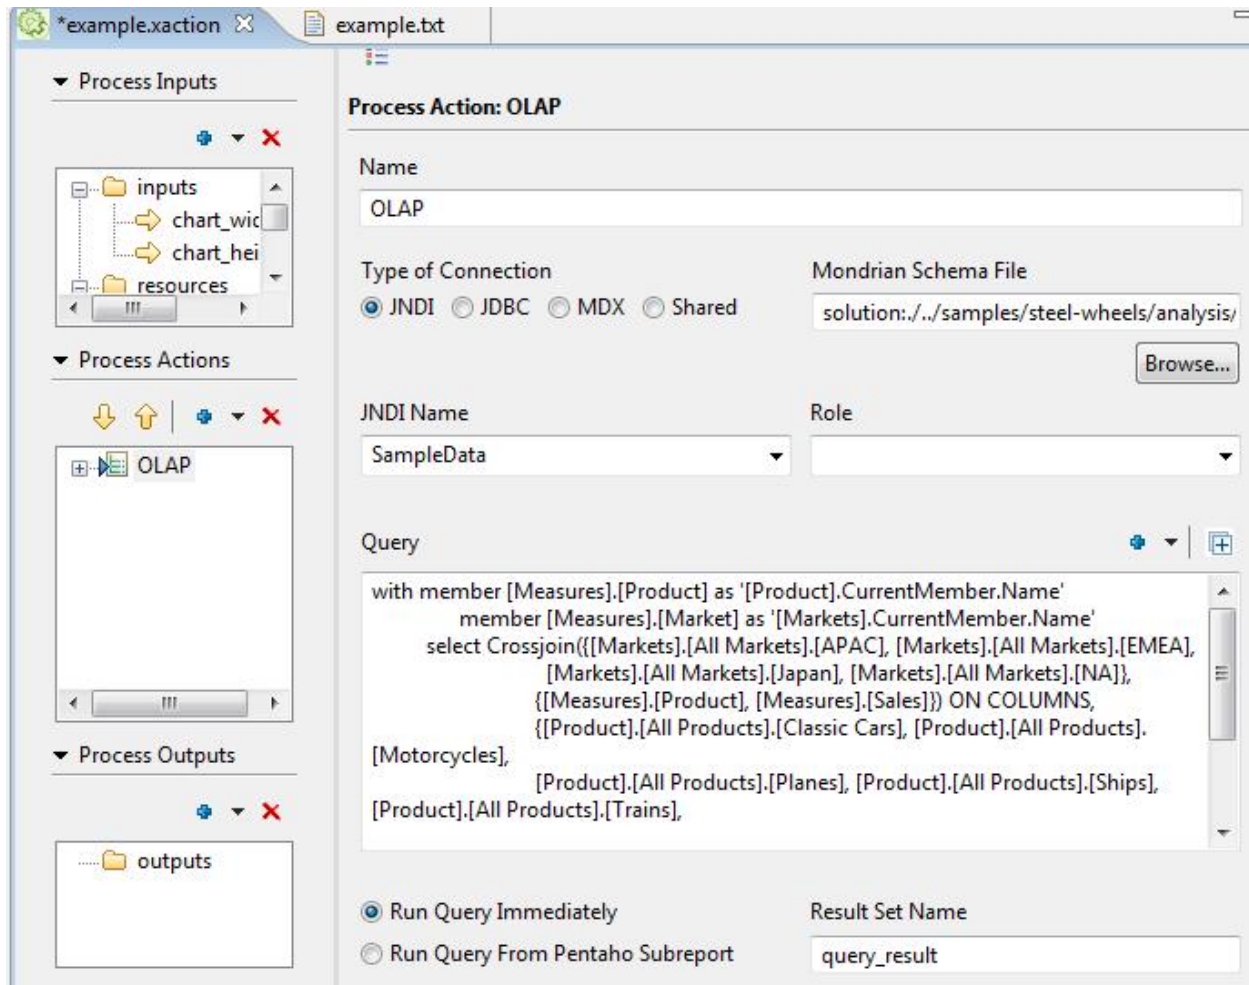 *example.xaction
example.txt
Process Inputs
inputs
chart_wid
chart_hei
resources
Process Actions
OLAP
Process Outputs
outputs
Process Action: OLAP
Name
OLAP
Type of Connection
JNDI JDBC MDX Shared
Mondrian Schema File
solution:./../samples/steel-wheels/analysis/
Browse...
JNDI Name
SampleData
Role
Query
with member [Measures].[Product] as '[Product].CurrentMember.Name'
member [Measures].[Market] as '[Markets].CurrentMember.Name'
select Crossjoin({[Markets].[All Markets].[APAC], [Markets].[All Markets].[EMEA],
[Markets].[All Markets].[Japan], [Markets].[All Markets].[NA]},
{[Measures].[Product], [Measures].[Sales]}) ON COLUMNS,
{[Product].[All Products].[Classic Cars], [Product].[All Products].
[Motorcycles],
[Product].[All Products].[Planes], [Product].[All Products].[Ships],
[Product].[All Products].[Trains],
Run Query Immediately
Run Query From Pentaho Subreport
Result Set Name
query_result